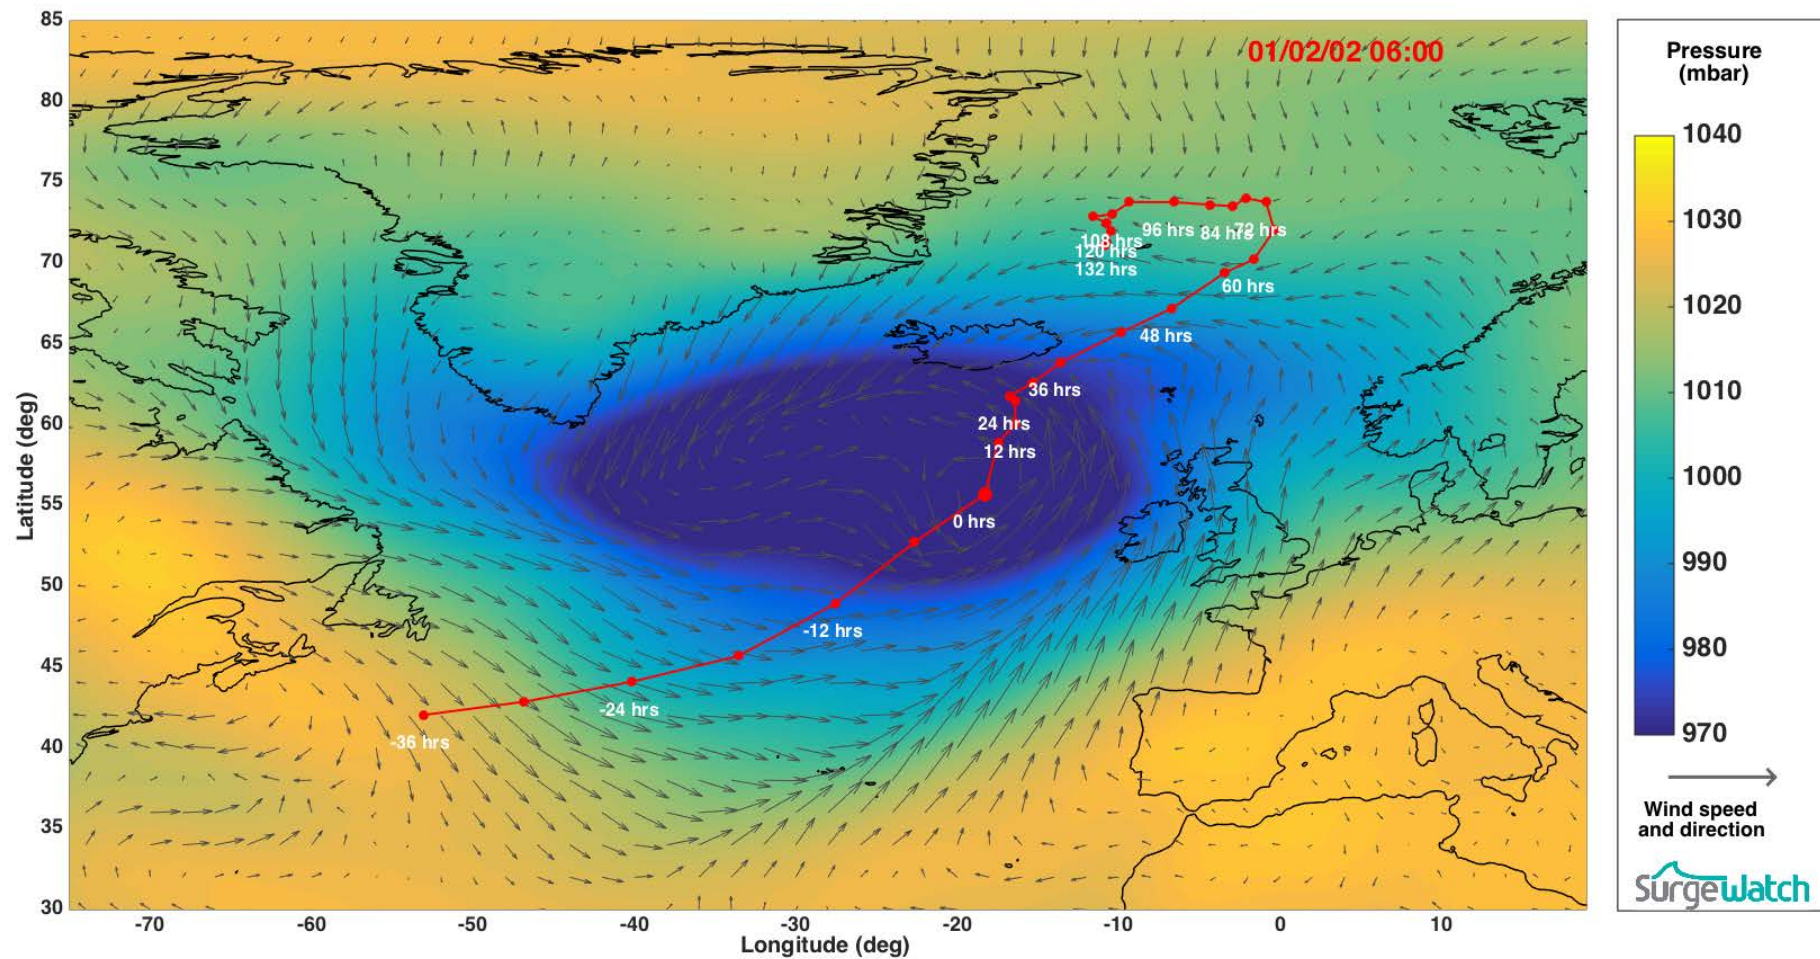 01/02/02 06:00
85
80
75
70
65
60
55
50
45
40
35
30
Latitude (deg)
-70
-60
-50
-40
-30
-20
-10
0
10
Longitude (deg)
96 hrs
84 hrs
72 hrs
108 hrs
120 hrs
132 hrs
60 hrs
48 hrs
36 hrs
24 hrs
12 hrs
0 hrs
-12 hrs
-24 hrs
-36 hrs
Pressure
(mbar)
1040
1030
1020
1010
1000
990
980
970
Wind speed
and direction
Surgewatch